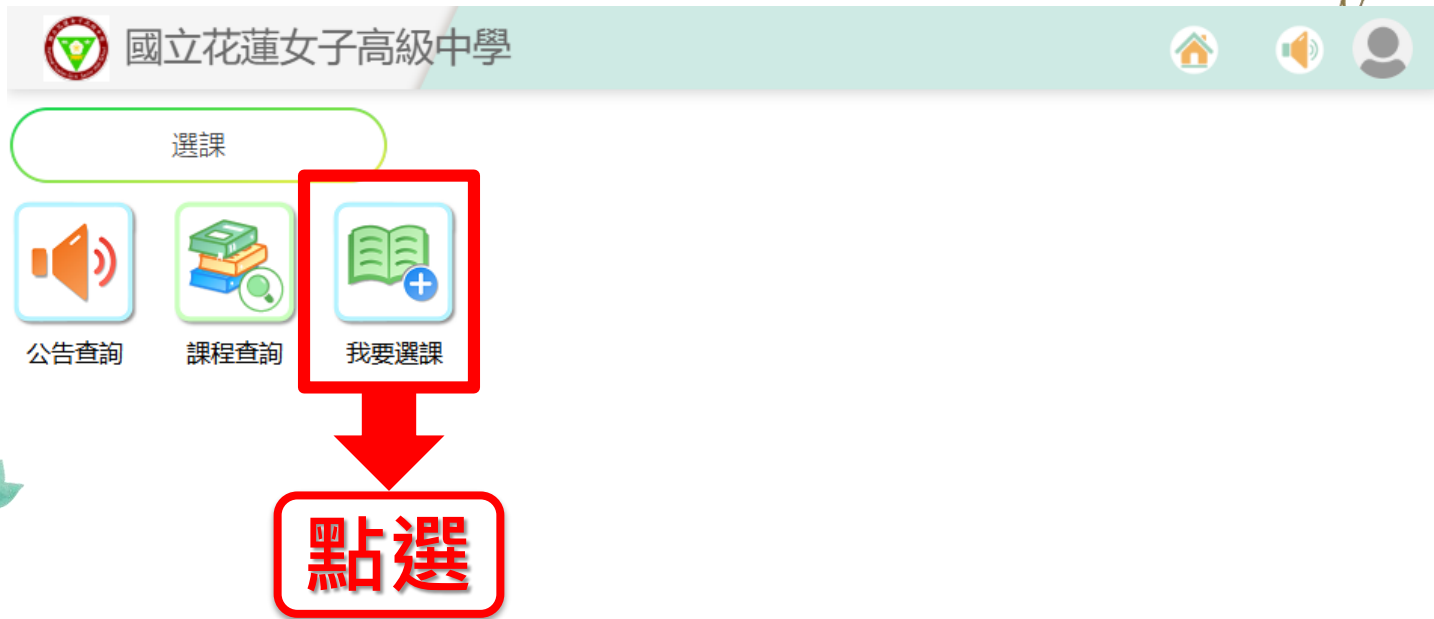 國立花蓮女子高級中學
選課
公告查詢
課程查詢
我要選課
點選